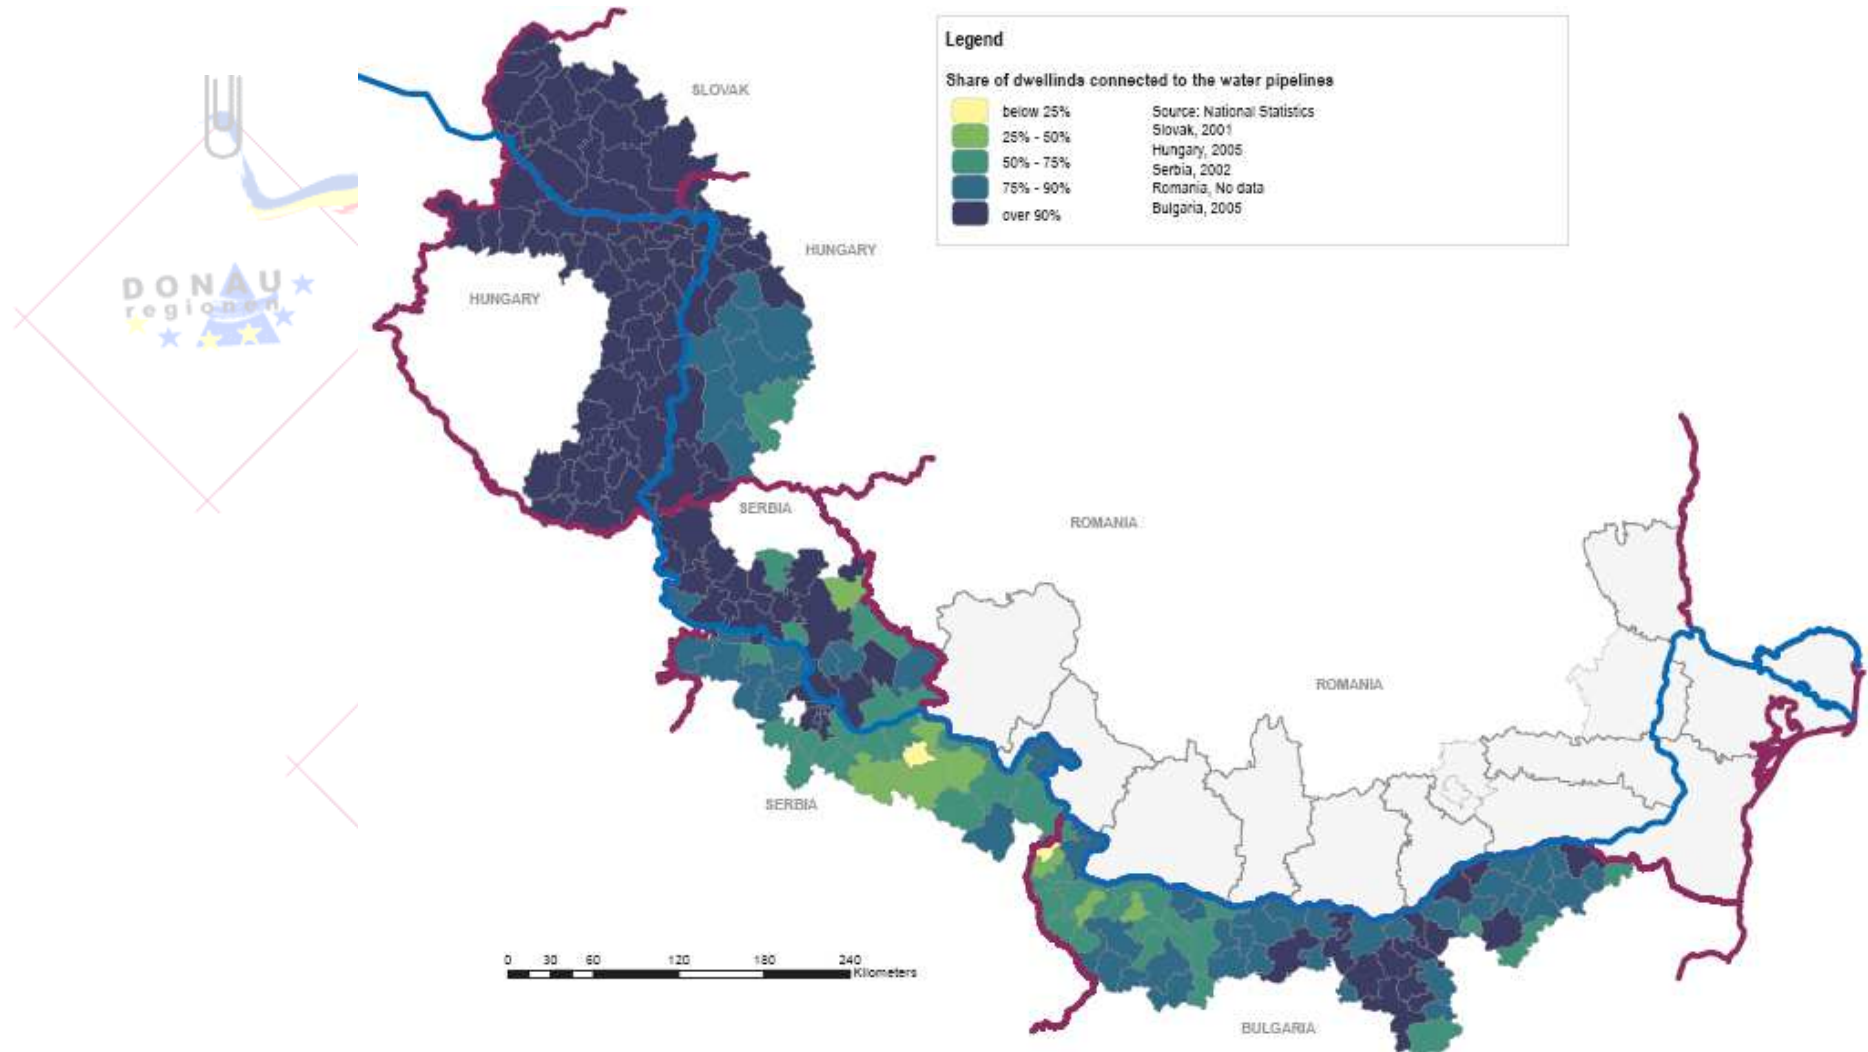 DONAU
regionen
SLOVAK
HUNGARY
HUNGARY
SERBIA
ROMANIA
ROMANIA
SERBIA
BULGARIA
Legend
Share of dwellinds connected to the water pipelines
below 25%
25% - 50%
50% - 75%
75% - 90%
over 90%
Source: National Statistics
Slovak, 2001
Hungary, 2005
Serbia, 2002
Romania, No data
Bulgaria, 2005
0 30 60 120 180 240
Kilometers